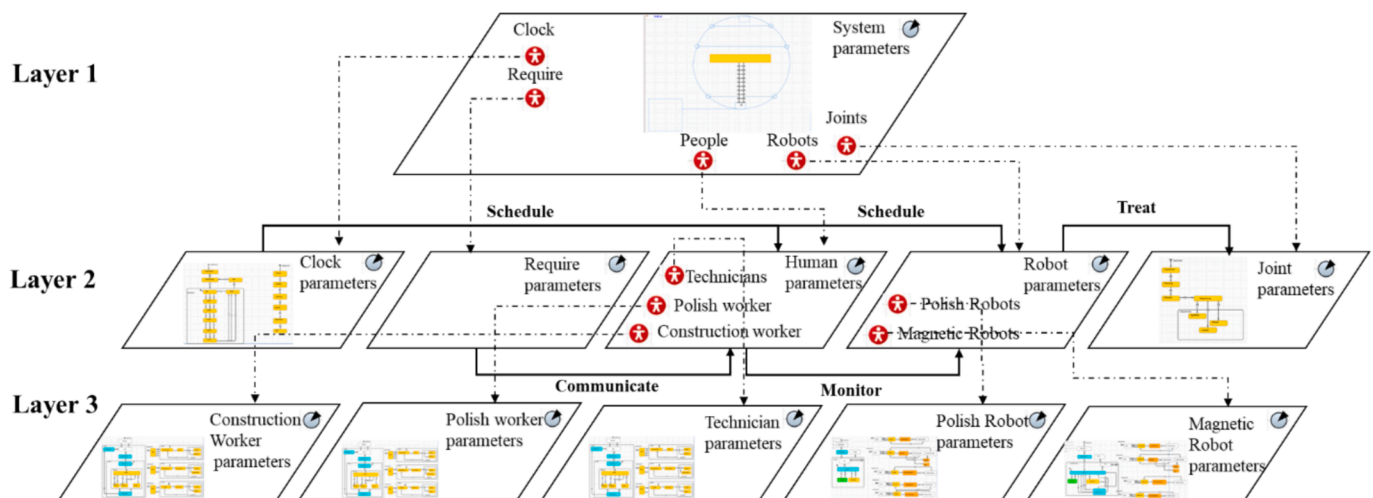 Layer 1
Clock
Require
System
parameters
Joints
People
Robots
Schedule
Schedule
Treat
Layer 2
Clock
parameters
Require
parameters
Technicians
Polish worker
Construction worker
Human
parameters
Robot
parameters
Polish Robots
Magnetic Robots
Joint
parameters
Communicate
Monitor
Layer 3
Construction
Worker
parameters
Polish worker
parameters
Technician
parameters
Polish Robot
parameters
Magnetic
Robot
parameters